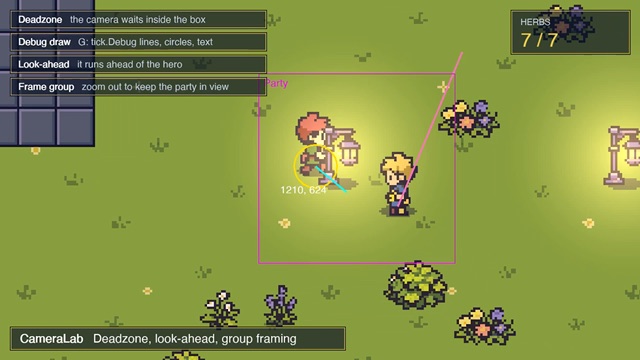 Deadzone the camera waits inside the box
Debug draw G: tick.Debug lines, circles, text
Look-ahead it runs ahead of the hero
Frame group zoom out to keep the party in view
HERBS
7 / 7
Party
1210, 624
CameraLab Deadzone, look-ahead, group framing